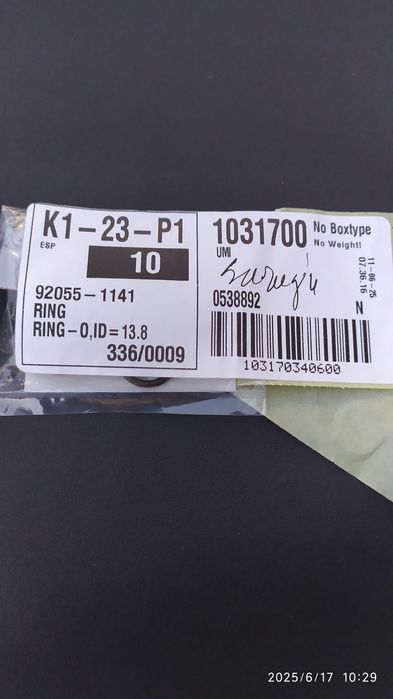 K1-23-P1
ESP
10
92055-1141
RING
RING-O,ID=13.8
336/0009
1031700
No Boxtype
No Weight!
UMI
0538892
11-06-25
07.36.16
N
103170340600
2025/6/17 10:29